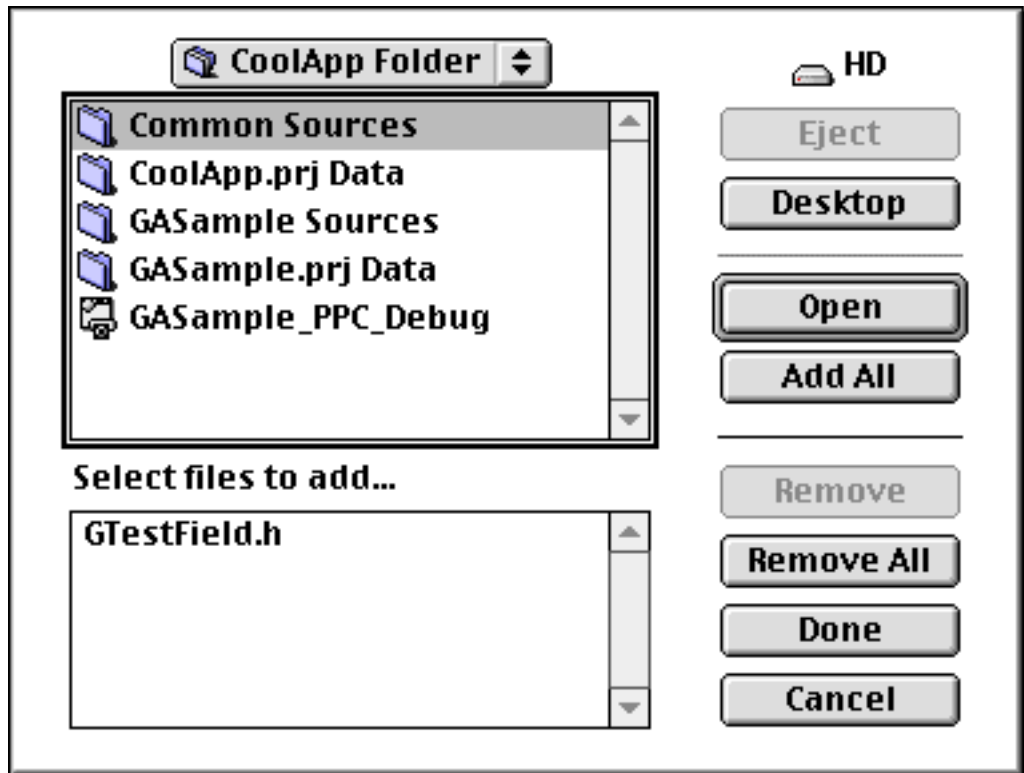 CoolApp Folder
HD
Common Sources
CoolApp.prj Data
GASample Sources
GASample.prj Data
GASample_PPC_Debug
Eject
Desktop
Open
Add All
Select files to add...
GTestField.h
Remove
Remove All
Done
Cancel